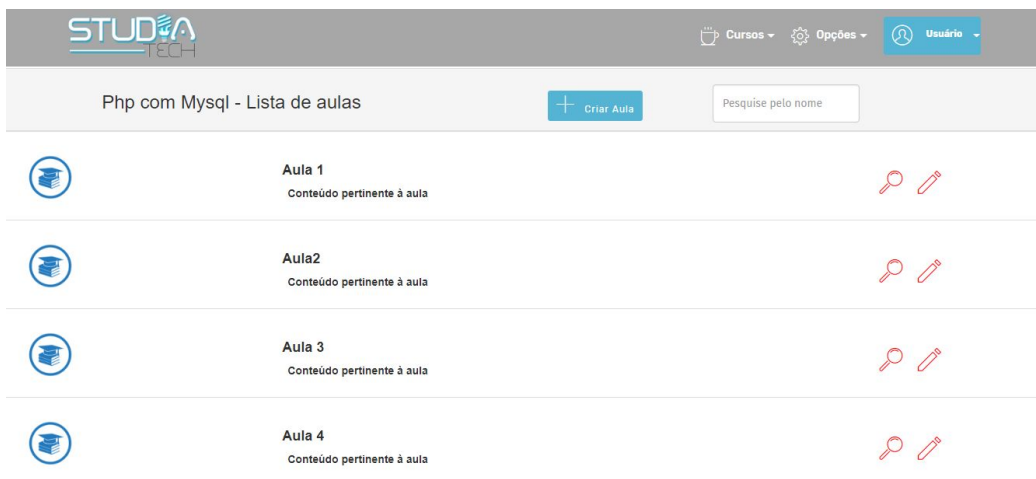 STUDIA
TECH
Cursos
Opções
Usuário
Php com Mysql - Lista de aulas
Criar Aula
Pesquise pelo nome
Aula 1
Conteúdo pertinente à aula
Aula2
Conteúdo pertinente à aula
Aula 3
Conteúdo pertinente à aula
Aula 4
Conteúdo pertinente à aula